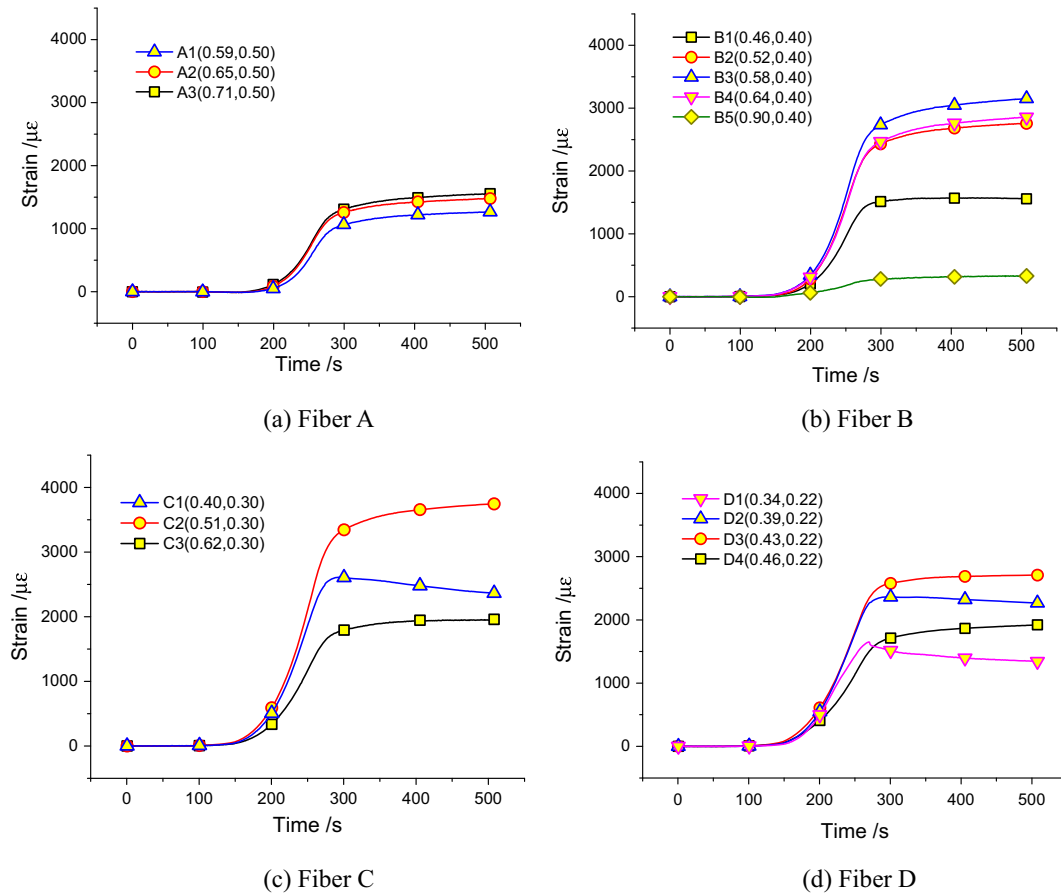 4000
3000
2000
1000
0
Strain /με
A1(0.59,0.50)
A2(0.65,0.50)
A3(0.71,0.50)
0 100 200 300 400 500
Time /s
(a) Fiber A
4000
3000
2000
1000
0
Strain /με
B1(0.46,0.40)
B2(0.52,0.40)
B3(0.58,0.40)
B4(0.64,0.40)
B5(0.90,0.40)
0 100 200 300 400 500
Time /s
(b) Fiber B
4000
3000
2000
1000
0
Strain /με
C1(0.40,0.30)
C2(0.51,0.30)
C3(0.62,0.30)
0 100 200 300 400 500
Time /s
(c) Fiber C
4000
3000
2000
1000
0
Strain /με
D1(0.34,0.22)
D2(0.39,0.22)
D3(0.43,0.22)
D4(0.46,0.22)
0 100 200 300 400 500
Time /s
(d) Fiber D